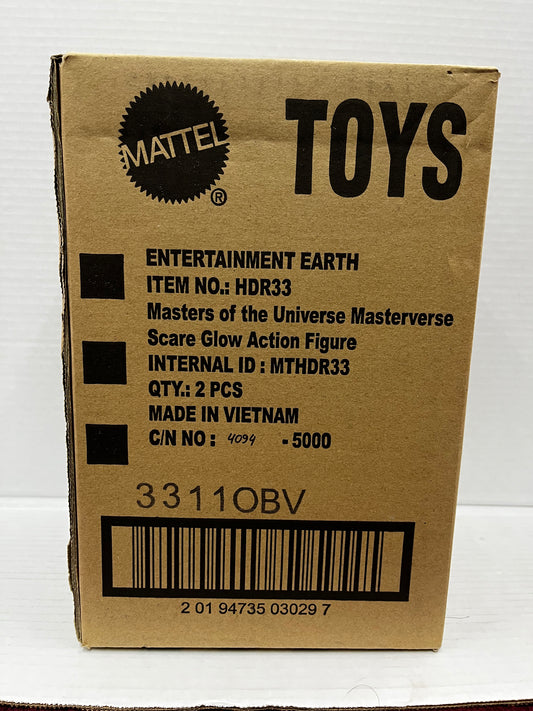 MATTEL
®
TOYS
ENTERTAINMENT EARTH
ITEM NO.: HDR33
Masters of the Universe Masterverse
Scare Glow Action Figure
INTERNAL ID : MTHDR33
QTY.: 2 PCS
MADE IN VIETNAM
C/N NO : 4094 - 5000
3311OBV
2 01 94735 03029 7